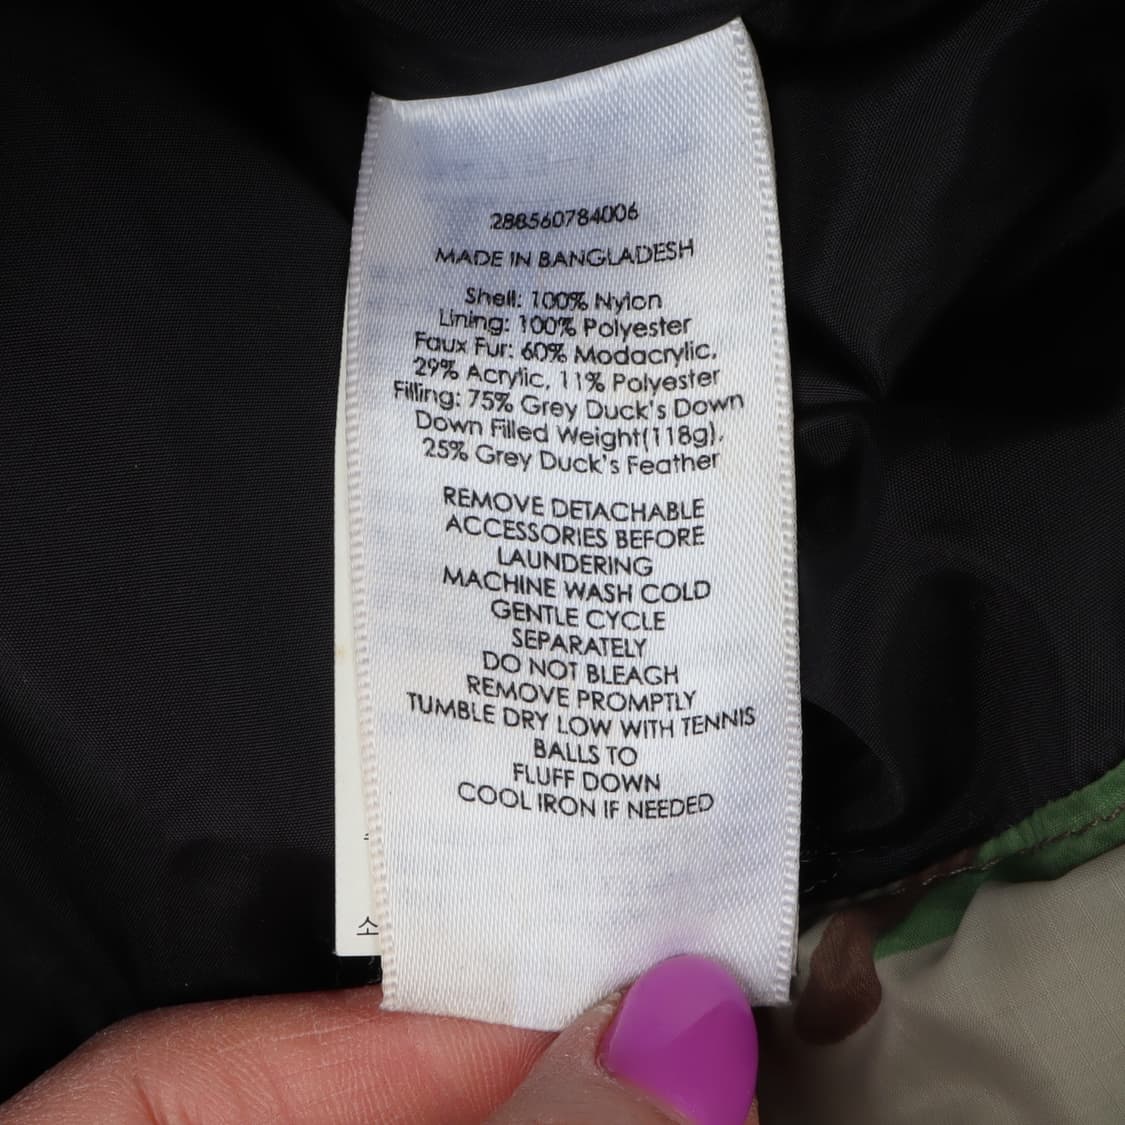 288560784006
MADE IN BANGLADESH
Shell: 100% Nylon
Lining: 100% Polyester
Faux Fur: 60% Modacrylic,
29% Acrylic, 11% Polyester
Filling: 75% Grey Duck's Down
Down Filled Weight(118g),
25% Grey Duck's Feather
REMOVE DETACHABLE
ACCESSORIES BEFORE
LAUNDERING
MACHINE WASH COLD
GENTLE CYCLE
SEPARATELY
DO NOT BLEACH
REMOVE PROMPTLY
TUMBLE DRY LOW WITH TENNIS
BALLS TO
FLUFF DOWN
COOL IRON IF NEEDED
소